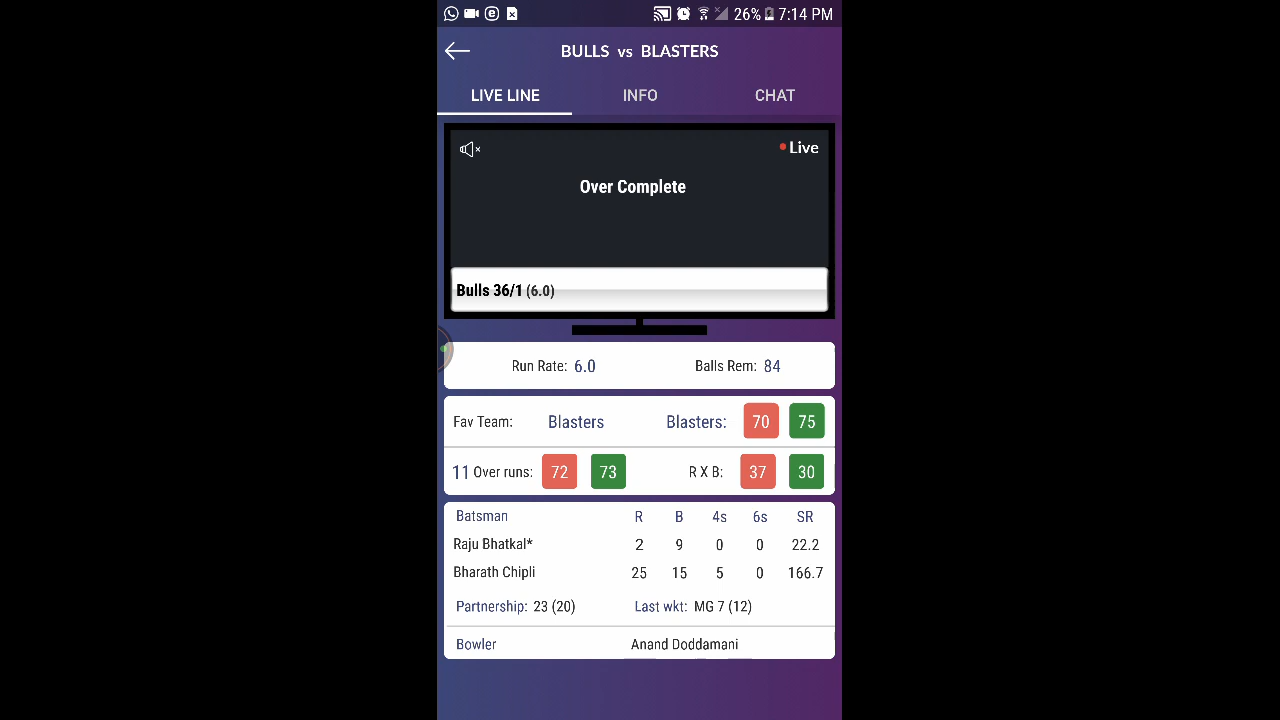 26% 7:14 PM
BULLS vs BLASTERS
LIVE LINE INFO CHAT
Live
Over Complete
Bulls 36/1 (6.0)
Run Rate: 6.0 Balls Rem: 84
Fav Team: Blasters Blasters: 70 75
11 Over runs: 72 73 R X B: 37 30
Batsman R B 4s 6s SR
Raju Bhatkal* 2 9 0 0 22.2
Bharath Chipli 25 15 5 0 166.7
Partnership: 23 (20) Last wkt: MG 7 (12)
Bowler Anand Doddamani